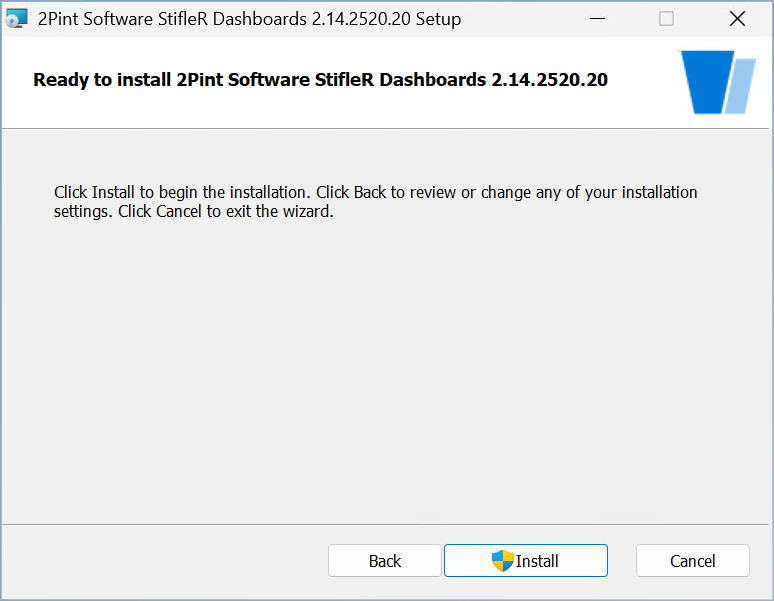 2Pint Software StifleR Dashboards 2.14.2520.20 Setup
Ready to install 2Pint Software StifleR Dashboards 2.14.2520.20
Click Install to begin the installation. Click Back to review or change any of your installation
settings. Click Cancel to exit the wizard.
Back
Install
Cancel